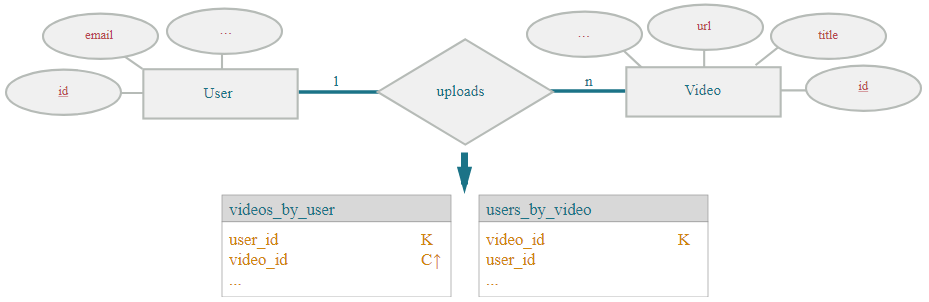 email
…
id
User
1
uploads
n
…
url
title
id
Video
videos_by_user
user_id K
video_id C↑
...
users_by_video
video_id K
user_id
...